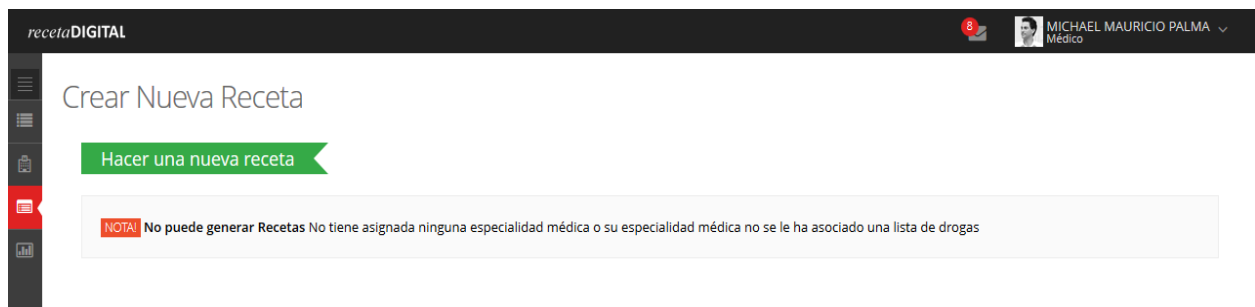 recetaDIGITAL
8
MICHAEL MAURICIO PALMA
Médico
Crear Nueva Receta
Hacer una nueva receta
NOTA! No puede generar Recetas No tiene asignada ninguna especialidad médica o su especialidad médica no se le ha asociado una lista de drogas